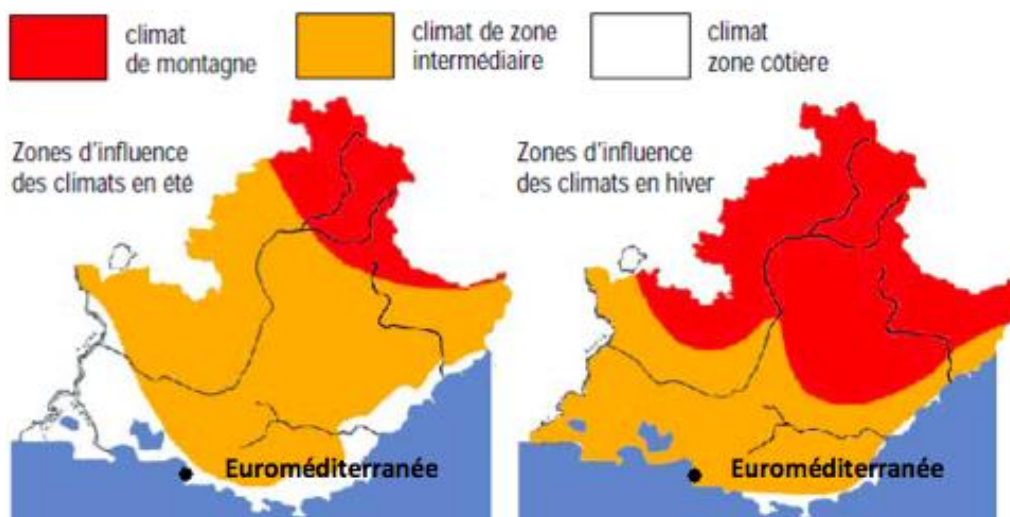 climat
de montagne
climat de zone
intermédiaire
climat
zone côtière
Zones d'influence
des climats en été
Zones d'influence
des climats en hiver
Euroméditerranée
Euroméditerranée